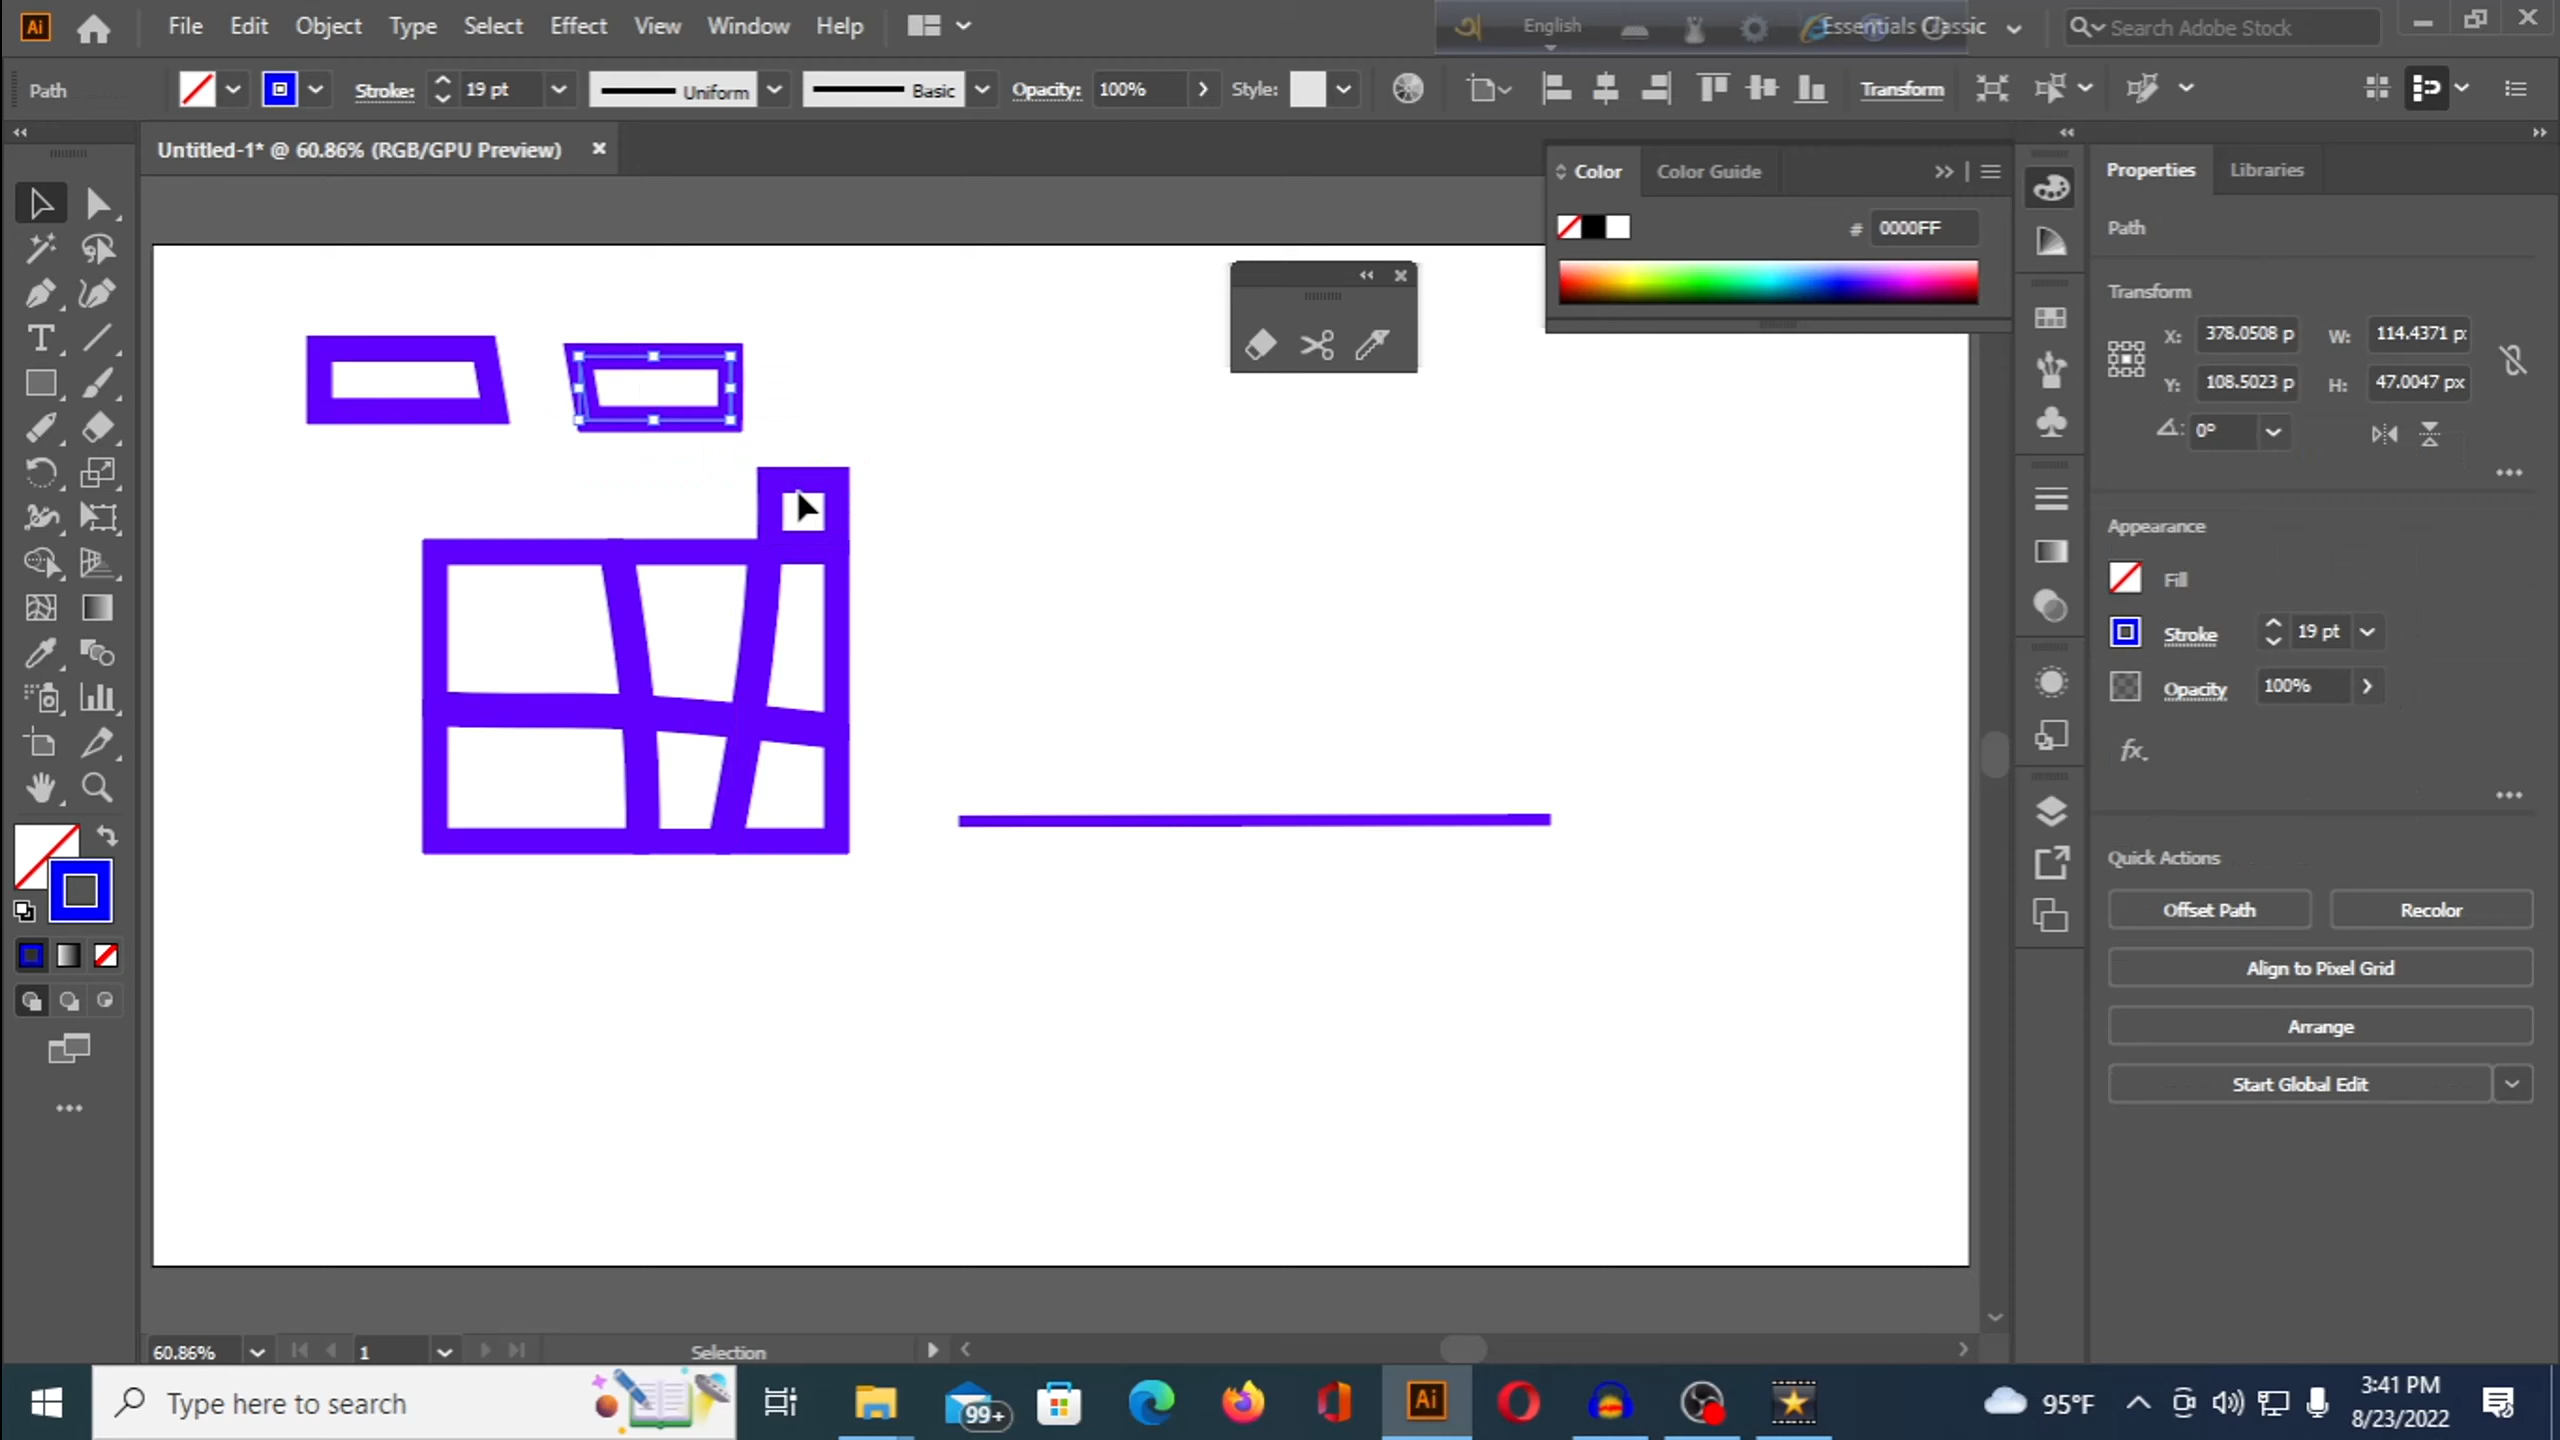 Ai File Edit Object Type Select Effect View Window Help English Essentials Classic Search Adobe Stock
Path Stroke: 19 pt Uniform Basic Opacity: 100% Style: Transform
Untitled-1* @ 60.86% (RGB/GPU Preview)
Color Color Guide
# 0000FF
Properties Libraries
Path
Transform
X: 378.0508 p W: 114.4371 p
Y: 108.5023 p H: 47.0047 px
0°
Appearance
Fill
Stroke 19 pt
Opacity 100%
fx
Quick Actions
Offset Path Recolor
Align to Pixel Grid
Arrange
Start Global Edit
60.86% 1 Selection
Type here to search 99+ Ai 95°F 3:41 PM
8/23/2022